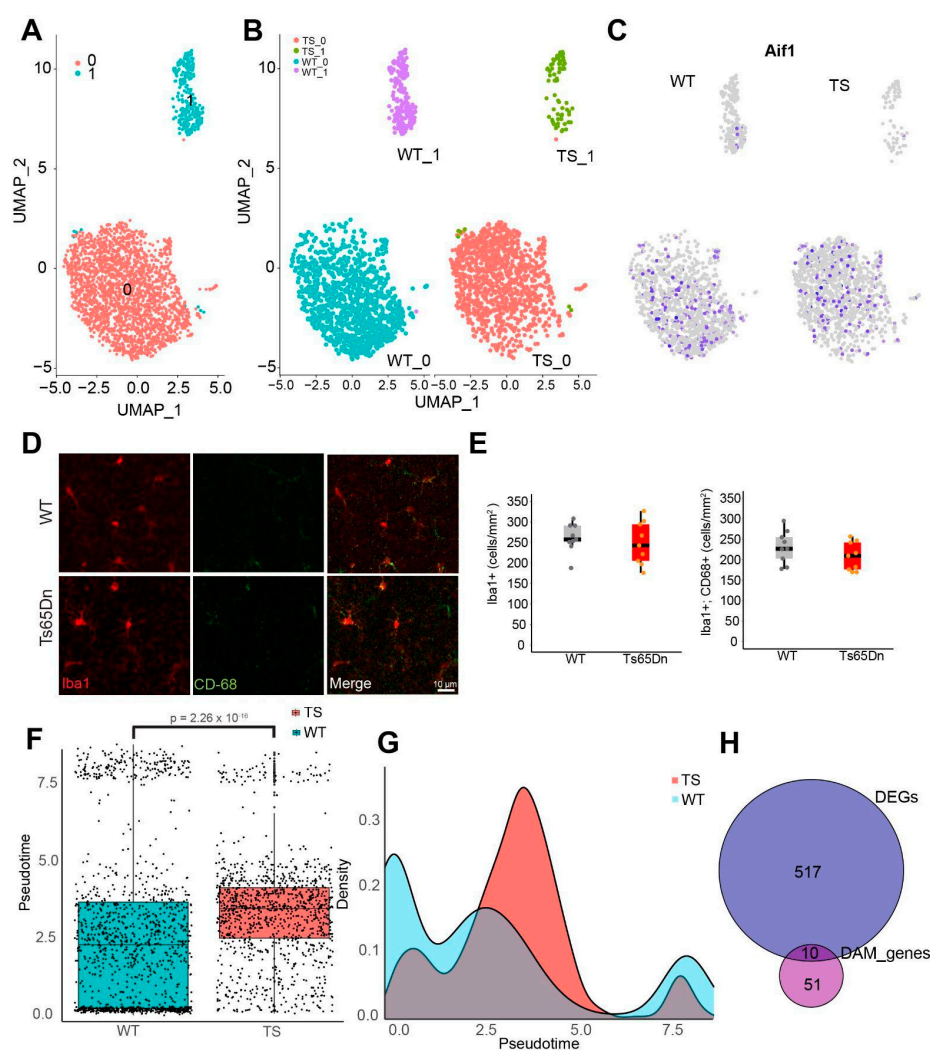 A
0
1
10
5
0
−5
UMAP_2
1
0
−5.0 −2.5 0.0 2.5 5.0
UMAP_1
B
TS_0
TS_1
WT_0
WT_1
10
5
0
−5
UMAP_2
WT_1
TS_1
WT_0
TS_0
−5.0 −2.5 0.0 2.5 5.0
−5.0 −2.5 0.0 2.5 5.0
UMAP_1
C
Aif1
WT
TS
D
WT
Ts65Dn
Iba1
CD-68
Merge
10 µm
E
Iba1+ (cells/mm²)
350
300
250
200
150
100
50
0
WT
Ts65Dn
Iba1+; CD68+ (cells/mm²)
350
300
250
200
150
100
50
0
WT
Ts65Dn
F
p = 2.26 x 10⁻¹⁶
TS
WT
Pseudotime
7.5
5.0
2.5
0.0
WT
TS
G
TS
WT
Density
0.3
0.2
0.1
0.0
0.0 2.5 5.0 7.5
Pseudotime
H
DEGs
517
10
DAM_genes
51